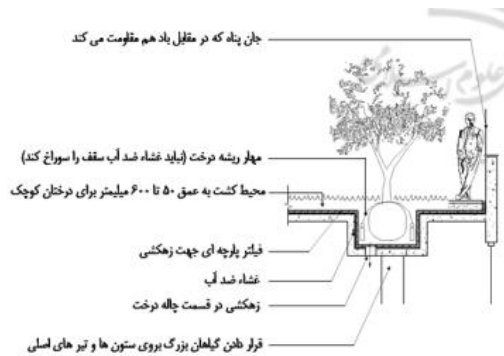 جان پناه که در مقابل باد هم مقاومت می کند
مهار ریشه درخت (نباید غشاء ضد آب سقف را سوراخ کند)
محیط کشت به عمق ۵۰ تا ۶۰۰ میلیمتر برای درختان کوچک
فیلتر پارچه ای جهت زهکشی
غشاء ضد آب
زهکشی در قسمت چاله درخت
قرار دادن گیاهان بزرگ بروی ستون ها و تیر های اصلی